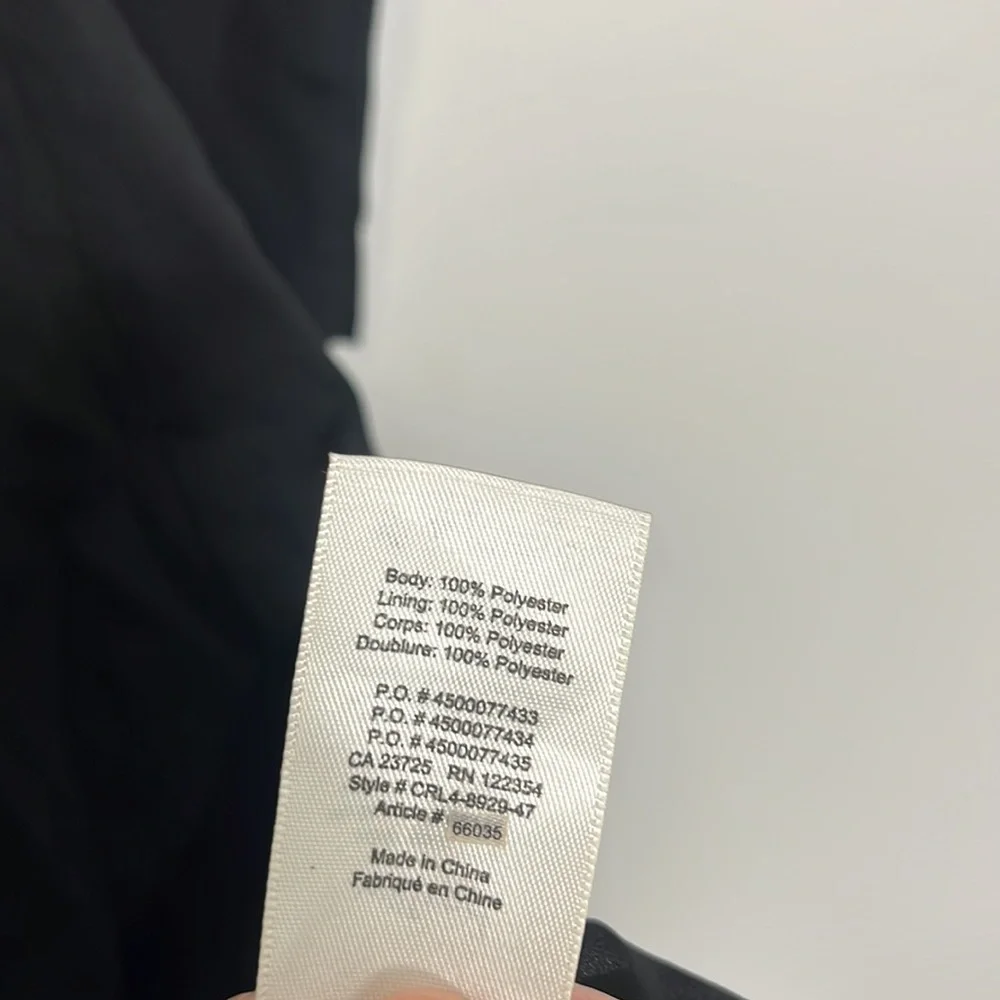 Body: 100% Polyester
Lining: 100% Polyester
Corps: 100% Polyester
Doublure: 100% Polyester
P.O. # 4500077433
P.O. # 4500077434
P.O. # 4500077435
CA 23725 RN 122354
Style # CRL4-8929-47
Article # 66035
Made in China
Fabriqué en Chine